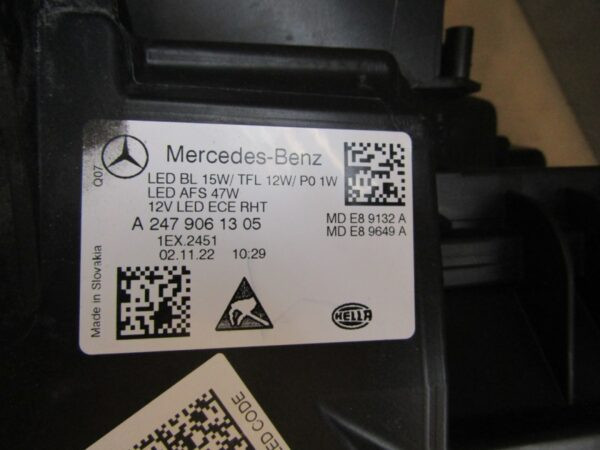 Mercedes-Benz
LED BL 15W/ TFL 12W/ P0 1W
LED AFS 47W
12V LED ECE RHT
A 247 906 13 05
MD E8 9132 A
MD E8 9649 A
1EX.2451
02.11.22 10:29
Q07
Made in Slovakia
HELLA
LED CODE